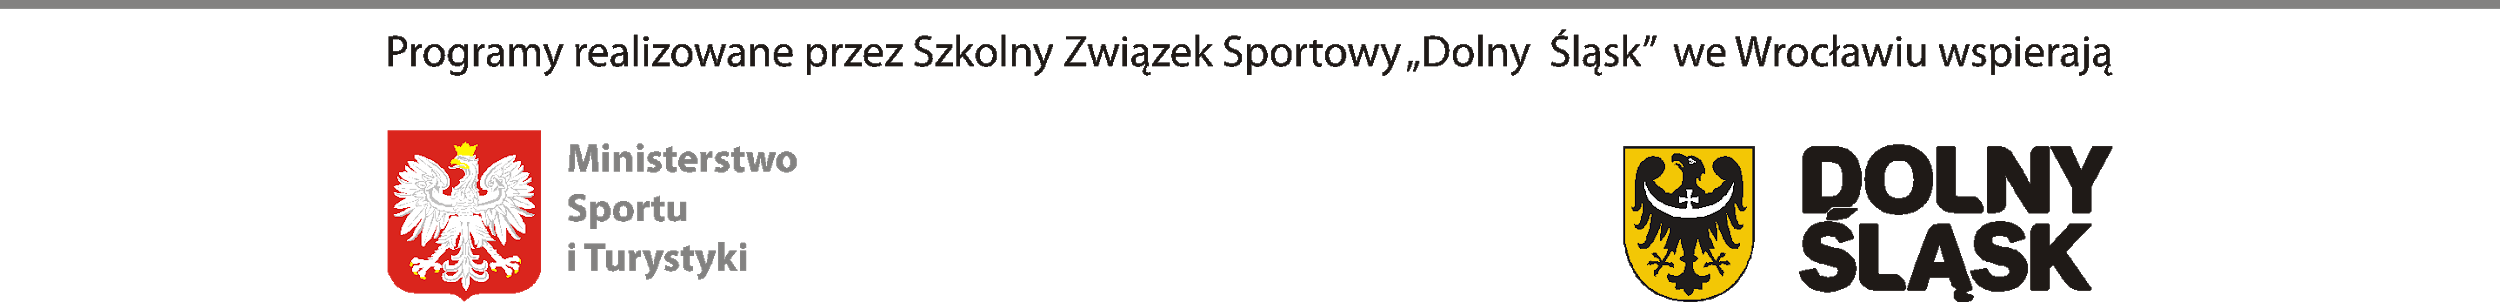 Programy realizowane przez Szkolny Związek Sportowy „Dolny Śląsk” we Wrocławiu wspierają
Ministerstwo
Sportu
i Turystyki
DOLNY
ŚLĄSK